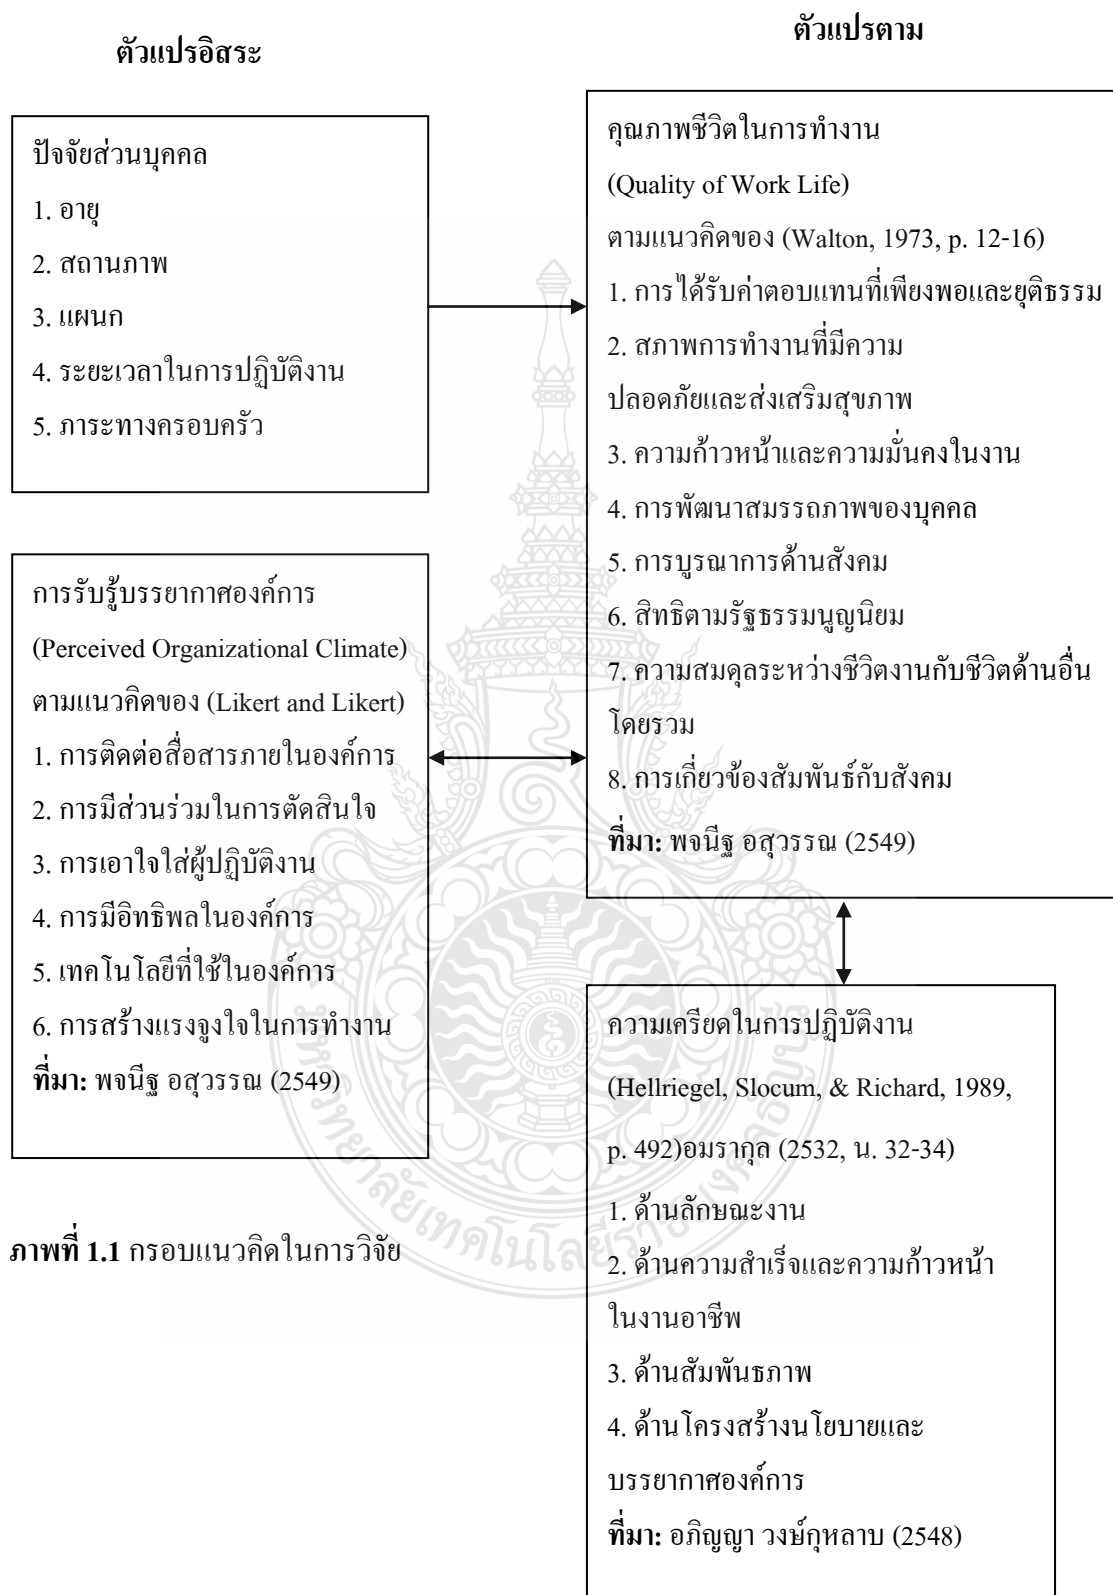 ตัวแปรอิสระ
ตัวแปรตาม
ปัจจัยส่วนบุคคล
1. อายุ
2. สถานภาพ
3. แผนก
4. ระยะเวลาในการปฏิบัติงาน
5. ภาระทางครอบครัว
การรับรู้บรรยากาศองค์การ
(Perceived Organizational Climate)
ตามแนวคิดของ (Likert and Likert)
1. การติดต่อสื่อสารภายในองค์การ
2. การมีส่วนร่วมในการตัดสินใจ
3. การเอาใจใส่ผู้ปฏิบัติงาน
4. การมีอิทธิพลในองค์การ
5. เทคโนโลยีที่ใช้ในองค์การ
6. การสร้างแรงจูงใจในการทำงาน
ที่มา: พจนีฐ อสุวรรณ (2549)
คุณภาพชีวิตในการทำงาน
(Quality of Work Life)
ตามแนวคิดของ (Walton, 1973, p. 12-16)
1. การได้รับค่าตอบแทนที่เพียงพอและยุติธรรม
2. สภาพการทำงานที่มีความ
ปลอดภัยและส่งเสริมสุขภาพ
3. ความก้าวหน้าและความมั่นคงในงาน
4. การพัฒนาสมรรถภาพของบุคคล
5. การบูรณาการด้านสังคม
6. สิทธิตามรัฐธรรมนูญนิยม
7. ความสมดุลระหว่างชีวิตงานกับชีวิตด้านอื่น
โดยรวม
8. การเกี่ยวข้องสัมพันธ์กับสังคม
ที่มา: พจนีฐ อสุวรรณ (2549)
ความเครียดในการปฏิบัติงาน
(Hellriegel, Slocum, & Richard, 1989,
p. 492)อมรากุล (2532, น. 32-34)
1. ด้านลักษณะงาน
2. ด้านความสำเร็จและความก้าวหน้า
ในงานอาชีพ
3. ด้านสัมพันธภาพ
4. ด้านโครงสร้างนโยบายและ
บรรยากาศองค์การ
ที่มา: อภิญญา วงษ์กุหลาบ (2548)
ภาพที่ 1.1 กรอบแนวคิดในการวิจัย